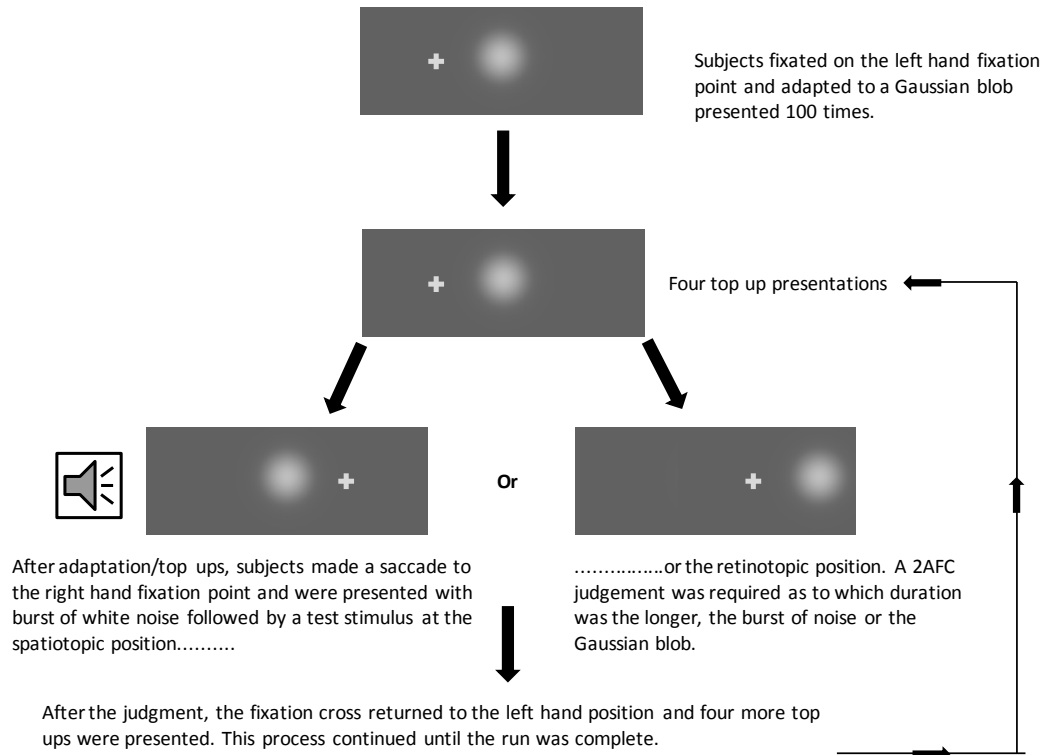 Subjects fixated on the left hand fixation
point and adapted to a Gaussian blob
presented 100 times.
Four top up presentations
Or
After adaptation/top ups, subjects made a saccade to
the right hand fixation point and were presented with
burst of white noise followed by a test stimulus at the
spatiotopic position..........
................or the retinotopic position. A 2AFC
judgement was required as to which duration
was the longer, the burst of noise or the
Gaussian blob.
After the judgment, the fixation cross returned to the left hand position and four more top
ups were presented. This process continued until the run was complete.